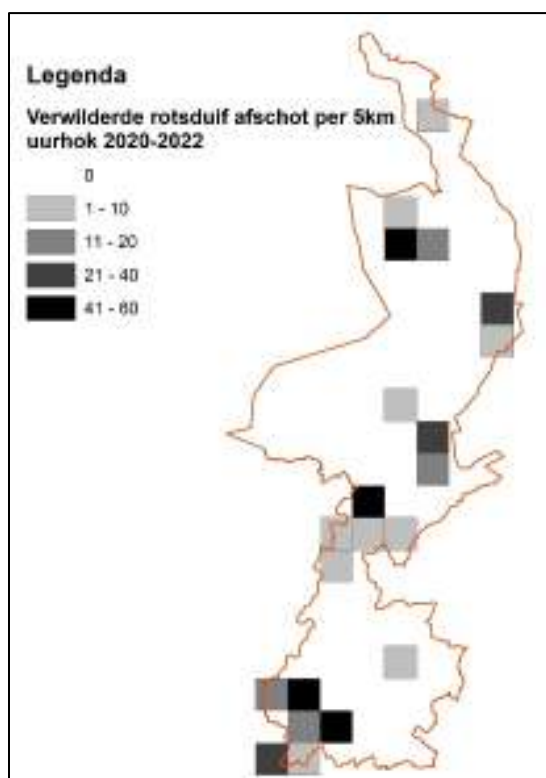 Legenda
Verwilderde rotsduif afschot per 5km
uurhok 2020-2022
0
1 - 10
11 - 20
21 - 40
41 - 60